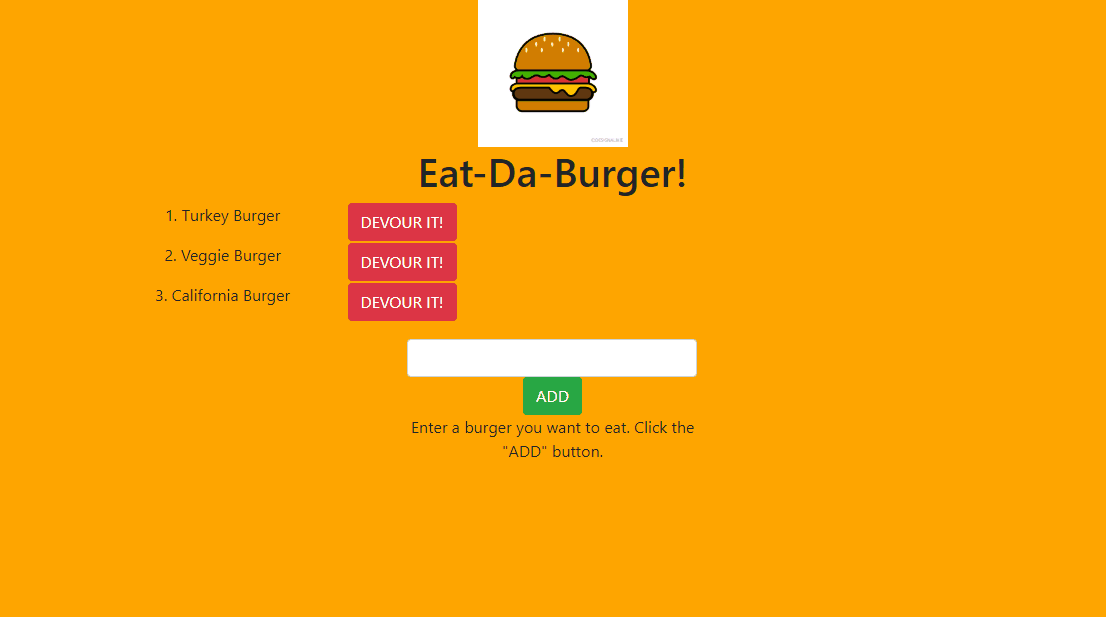 Eat-Da-Burger!
1. Turkey Burger DEVOUR IT!
2. Veggie Burger DEVOUR IT!
3. California Burger DEVOUR IT!
ADD
Enter a burger you want to eat. Click the
"ADD" button.